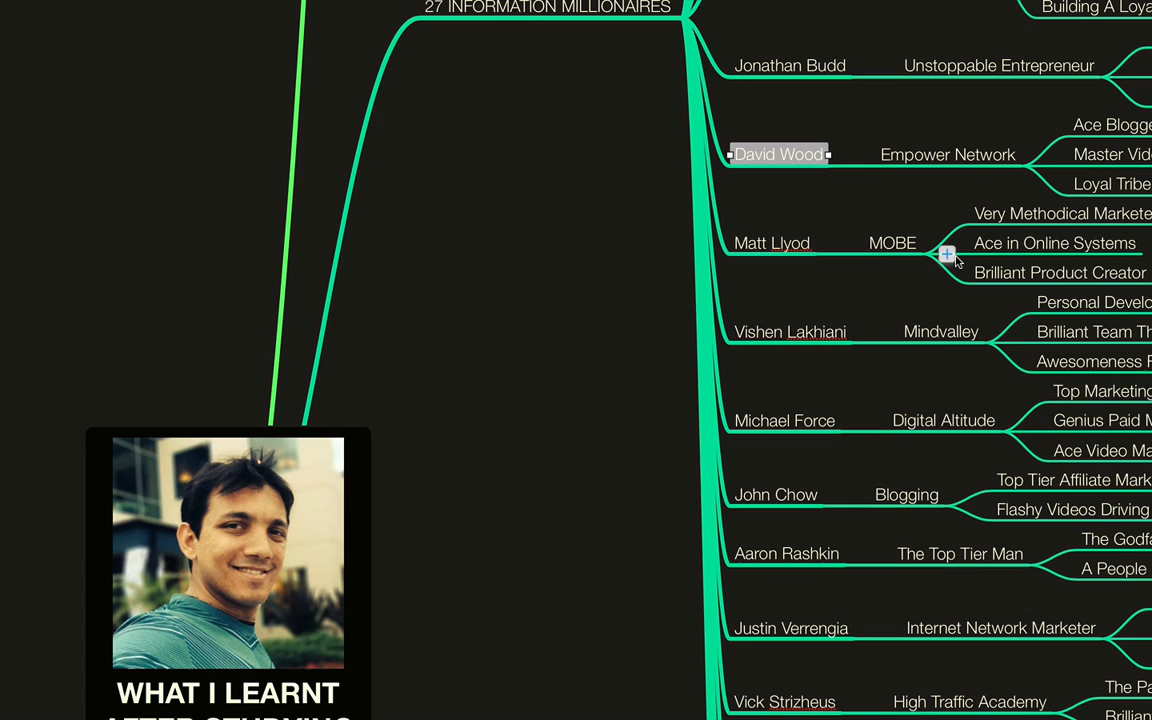 27 INFORMATION MILLIONAIRES
Building A Loya
Jonathan Budd
Unstoppable Entrepreneur
David Wood
Empower Network
Ace Blogge
Master Vid
Loyal Tribe
Matt Llyod
MOBE
Very Methodical Markete
Ace in Online Systems
Brilliant Product Creator
Vishen Lakhiani
Mindvalley
Personal Develo
Brilliant Team Th
Awesomeness F
Michael Force
Digital Altitude
Top Marketing
Genius Paid M
Ace Video Ma
John Chow
Blogging
Top Tier Affiliate Mark
Flashy Videos Driving
Aaron Rashkin
The Top Tier Man
The Godfa
A People
Justin Verrengia
Internet Network Marketer
Vick Strizheus
High Traffic Academy
The Pa
Brillian
WHAT I LEARNT
AFTER STUDYING